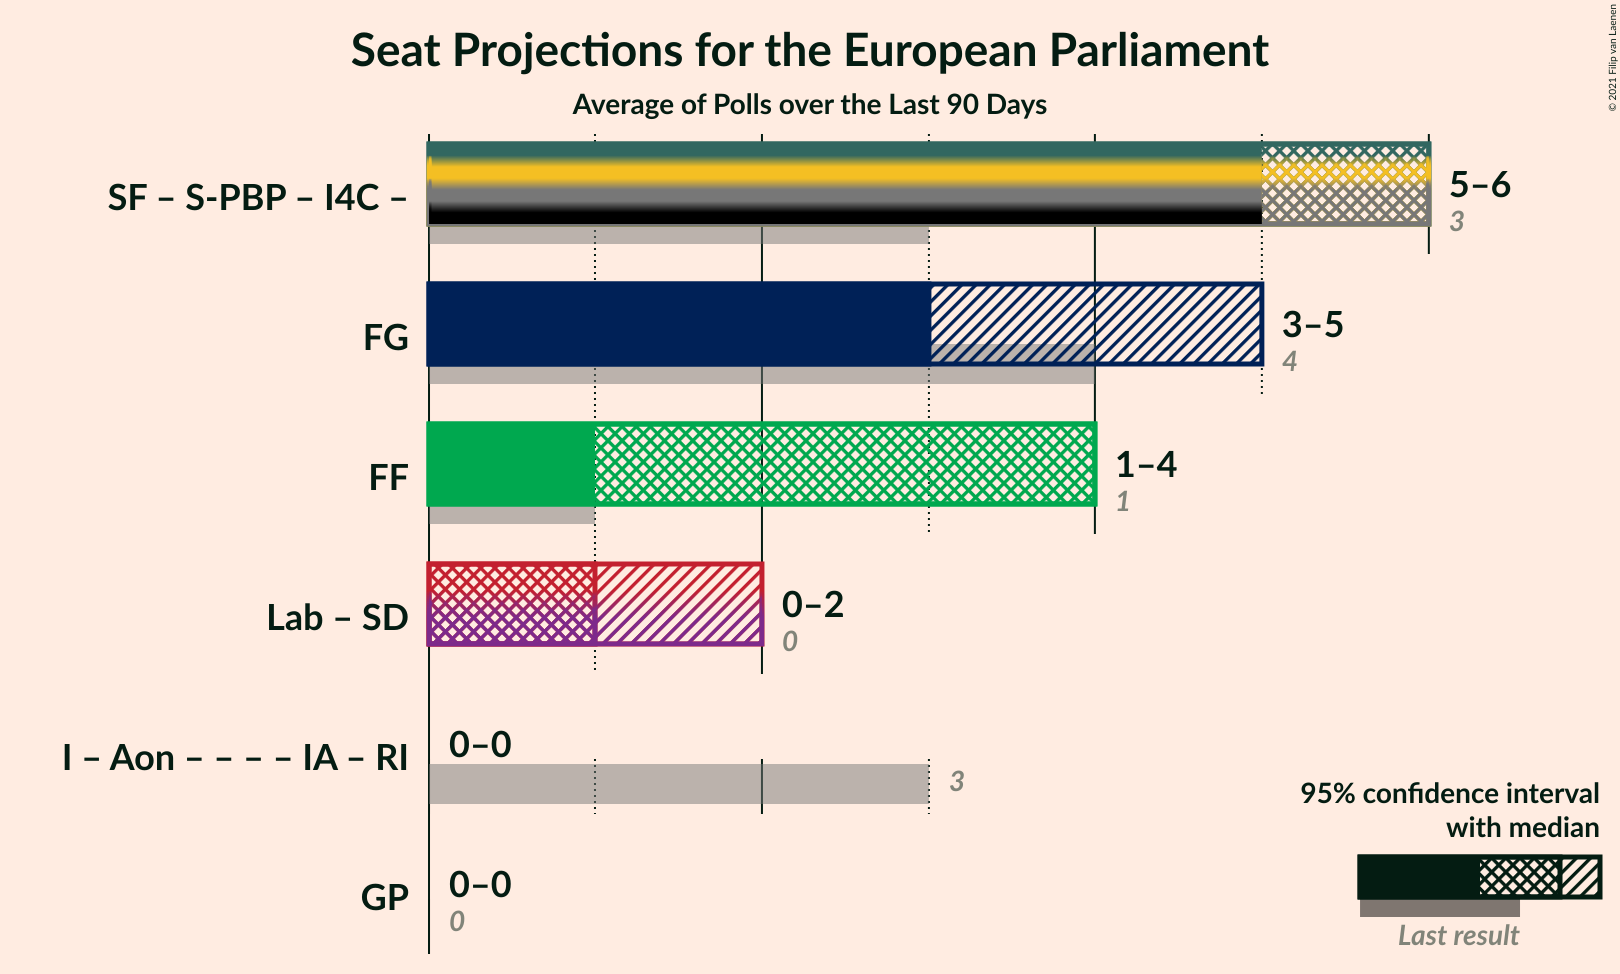 Seat Projections for the European Parliament
Average of Polls over the Last 90 Days
© 2021 Filip van Laenen
SF – S-PBP – I4C –
5–6
3
FG
3–5
4
FF
1–4
1
Lab – SD
0–2
0
I – Aon – – – – IA – RI
0–0
3
GP
0–0
0
95% confidence interval
with median
Last result